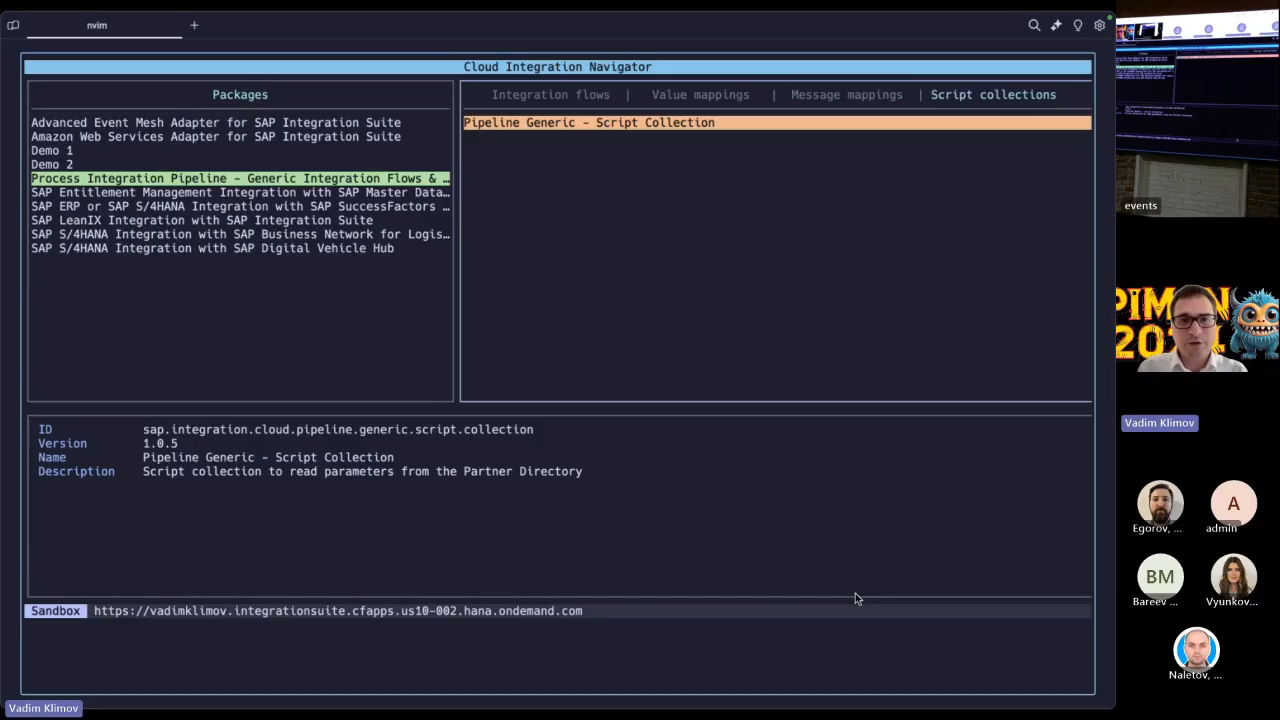 nvim
+
Cloud Integration Navigator
Packages
Integration flows | Value mappings | Message mappings | Script collections
Advanced Event Mesh Adapter for SAP Integration Suite
Amazon Web Services Adapter for SAP Integration Suite
Demo 1
Demo 2
Process Integration Pipeline – Generic Integration Flows & …
SAP Entitlement Management Integration with SAP Master Data…
SAP ERP or SAP S/4HANA Integration with SAP SuccessFactors …
SAP LeanIX Integration with SAP Integration Suite
SAP S/4HANA Integration with SAP Business Network for Logis…
SAP S/4HANA Integration with SAP Digital Vehicle Hub
Pipeline Generic – Script Collection
ID sap.integration.cloud.pipeline.generic.script.collection
Version 1.0.5
Name Pipeline Generic – Script Collection
Description Script collection to read parameters from the Partner Directory
Sandbox https://vadimklimov.integrationsuite.cfapps.us10-002.hana.ondemand.com
Vadim Klimov
events
Vadim Klimov
Egorov, ...
A
admin
BM
Bareev ...
Vyunkov...
Naletov, ...